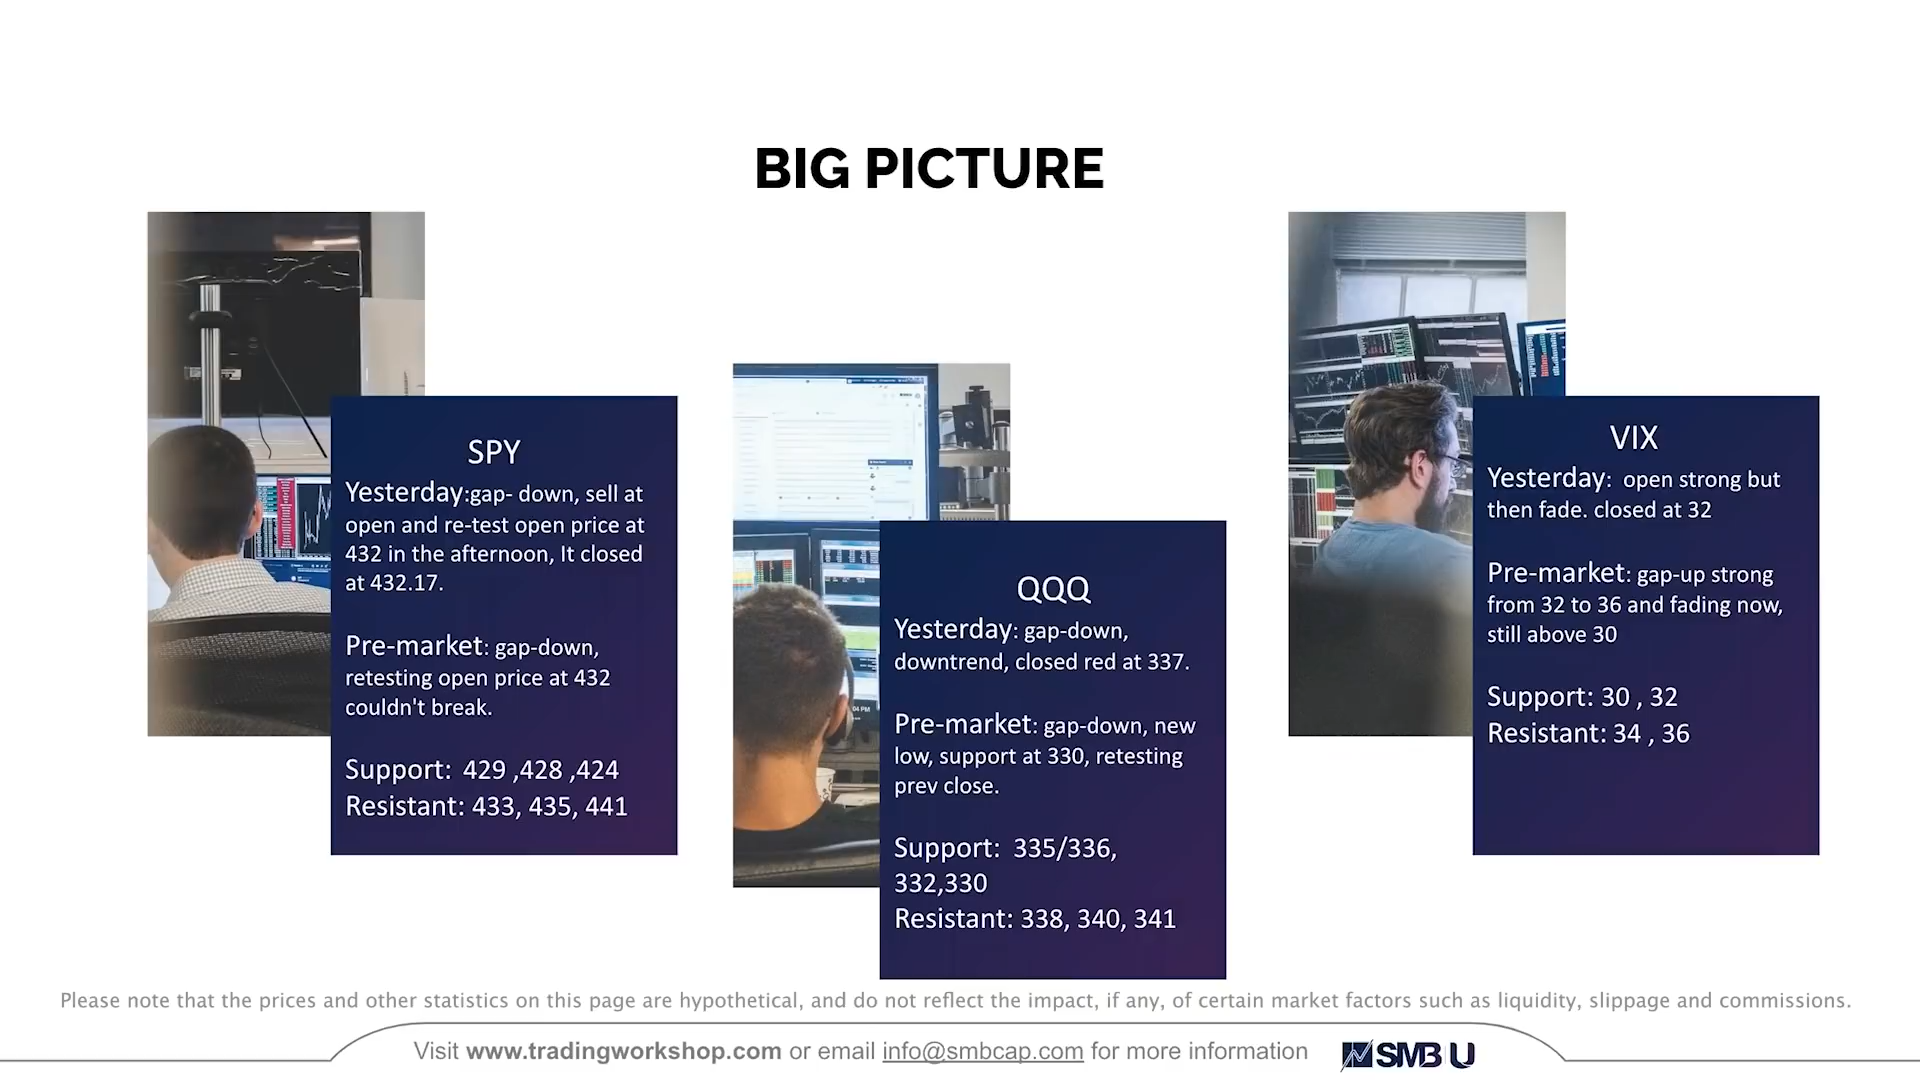 BIG PICTURE
SPY
Yesterday:gap- down, sell at
open and re-test open price at
432 in the afternoon, It closed
at 432.17.
Pre-market: gap-down,
retesting open price at 432
couldn't break.
Support: 429 ,428 ,424
Resistant: 433, 435, 441
QQQ
Yesterday: gap-down,
downtrend, closed red at 337.
Pre-market: gap-down, new
low, support at 330, retesting
prev close.
Support: 335/336,
332,330
Resistant: 338, 340, 341
VIX
Yesterday: open strong but
then fade. closed at 32
Pre-market: gap-up strong
from 32 to 36 and fading now,
still above 30
Support: 30 , 32
Resistant: 34 , 36
Please note that the prices and other statistics on this page are hypothetical, and do not reflect the impact, if any, of certain market factors such as liquidity, slippage and commissions.
Visit www.tradingworkshop.com or email info@smbcap.com for more information
SMB U